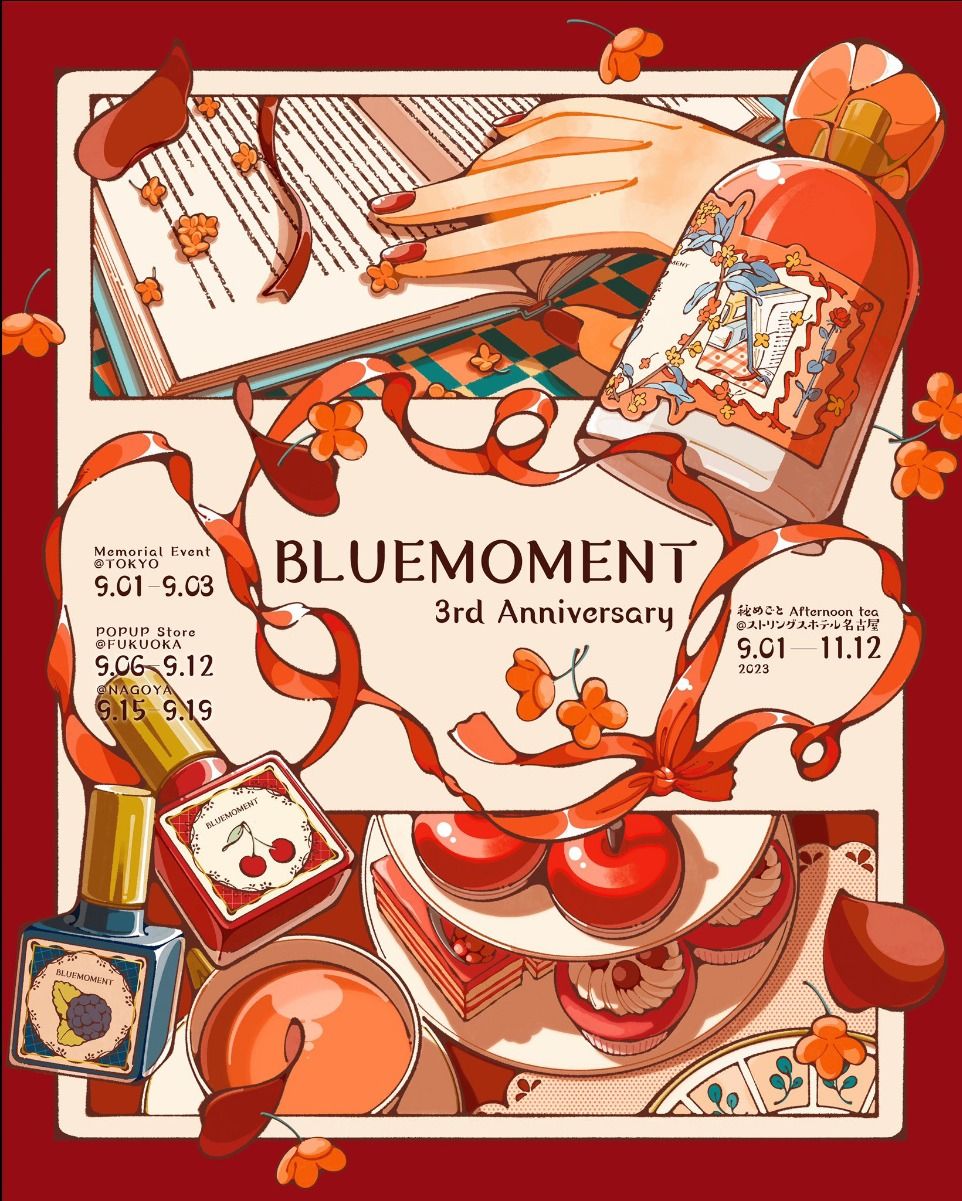 BLUEMOMENT
3rd Anniversary
Memorial Event
@TOKYO
9.01–9.03
POPUP Store
@FUKUOKA
9.06–9.12
@NAGOYA
9.15–9.19
秘めごと Afternoon tea
@ストリングスホテル名古屋
9.01―11.12
2023
BLUEMOMENT
BLUEMOMENT